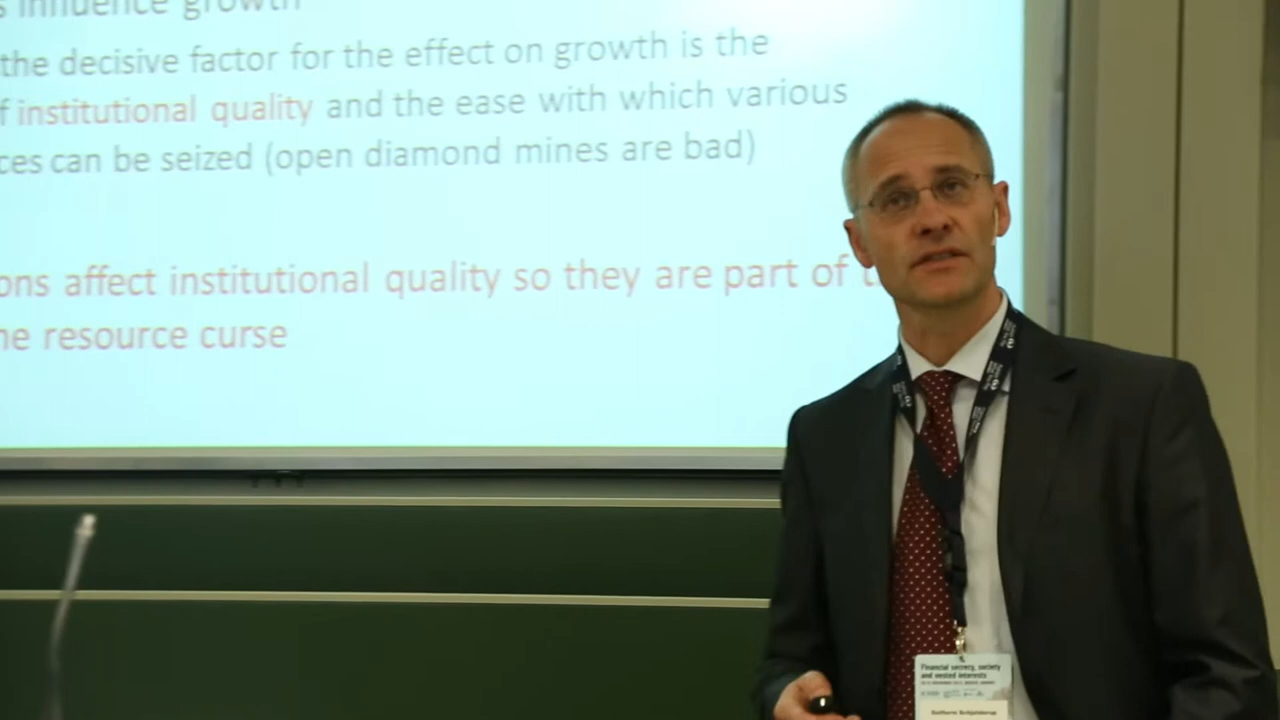 s influence growth
the decisive factor for the effect on growth is the
f institutional quality and the ease with which various
ces can be seized (open diamond mines are bad)
ons affect institutional quality so they are part of t
he resource curse
Financial secrecy, society
and vested interests
Guttorm Schjelderup